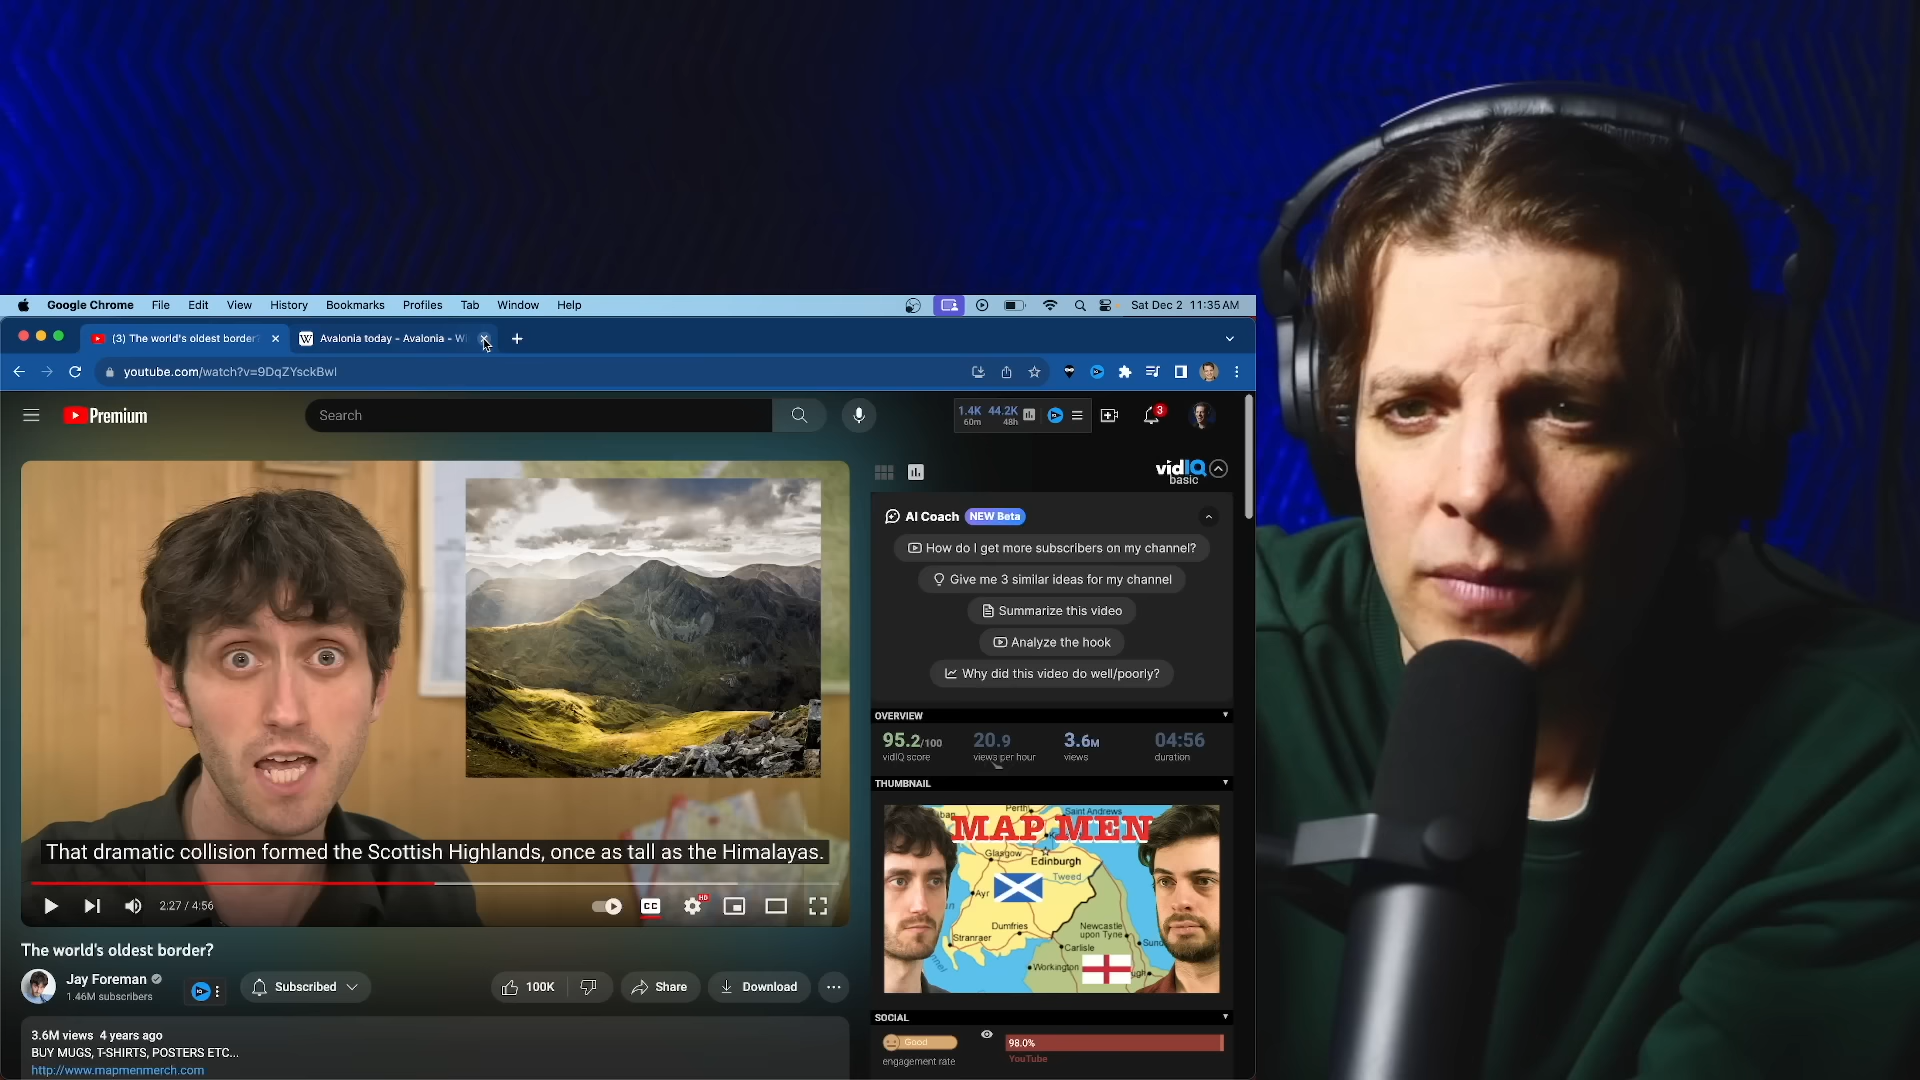 Google Chrome File Edit View History Bookmarks Profiles Tab Window Help Sat Dec 2 11:35 AM
(3) The world's oldest border?
Avalonia today - Avalonia - Wi
youtube.com/watch?v=9DqZYsckBwI
Premium
Search
1.4K 44.2K
60m 48h
3
vidIQ
basic
AI Coach NEW Beta
How do I get more subscribers on my channel?
Give me 3 similar ideas for my channel
Summarize this video
Analyze the hook
Why did this video do well/poorly?
OVERVIEW
95.2/100 20.9 3.6M 04:56
vidIQ score views per hour views duration
THUMBNAIL
Perth Saint Andrews
MAP MEN
Glasgow
Edinburgh
Tweed
Ayr
Dumfries
Newcastle
upon Tyne
Stranraer
Carlisle
Workington
SOCIAL
Good 98.0%
engagement rate YouTube
That dramatic collision formed the Scottish Highlands, once as tall as the Himalayas.
2:27 / 4:56
CC
HD
The world's oldest border?
Jay Foreman
1.46M subscribers
Subscribed
100K
Share
Download
3.6M views 4 years ago
BUY MUGS, T-SHIRTS, POSTERS ETC...
http://www.mapmenmerch.com